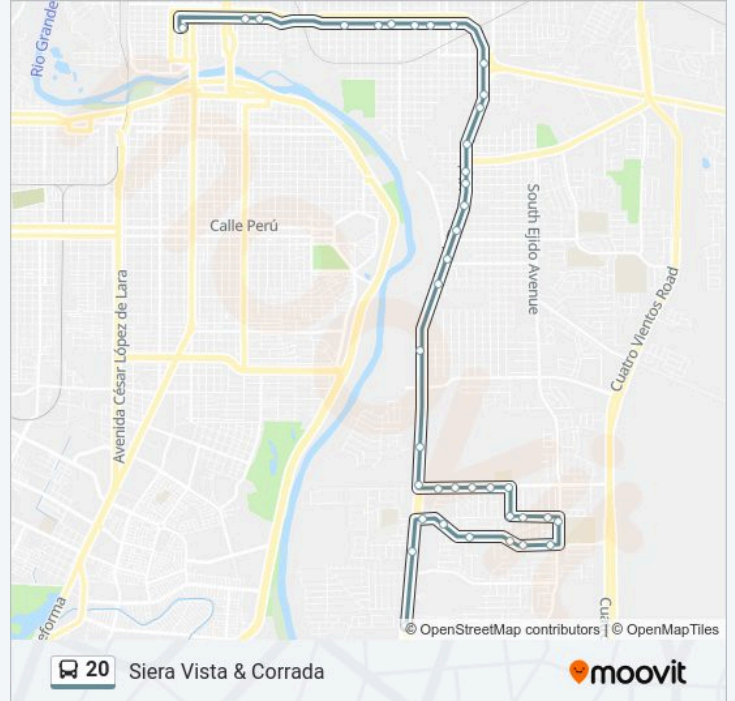 Rio Grande
Calle Perú
South Ejido Avenue
Avenida César López de Lara
Cuatro Vientos Road
eforma
Cua
© OpenStreetMap contributors | © OpenMapTiles
20 Siera Vista & Corrada
moovit